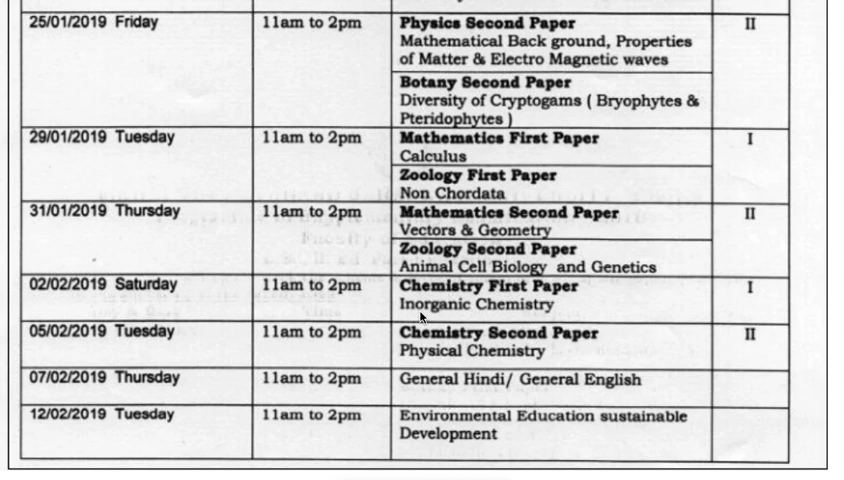 25/01/2019 Friday 11am to 2pm Physics Second Paper II
Mathematical Back ground, Properties
of Matter & Electro Magnetic waves
Botany Second Paper
Diversity of Cryptogams ( Bryophytes &
Pteridophytes )
29/01/2019 Tuesday 11am to 2pm Mathematics First Paper I
Calculus
Zoology First Paper
Non Chordata
31/01/2019 Thursday 11am to 2pm Mathematics Second Paper II
Vectors & Geometry
Zoology Second Paper
Animal Cell Biology and Genetics
02/02/2019 Saturday 11am to 2pm Chemistry First Paper I
Inorganic Chemistry
05/02/2019 Tuesday 11am to 2pm Chemistry Second Paper II
Physical Chemistry
07/02/2019 Thursday 11am to 2pm General Hindi/ General English
12/02/2019 Tuesday 11am to 2pm Environmental Education sustainable
Development